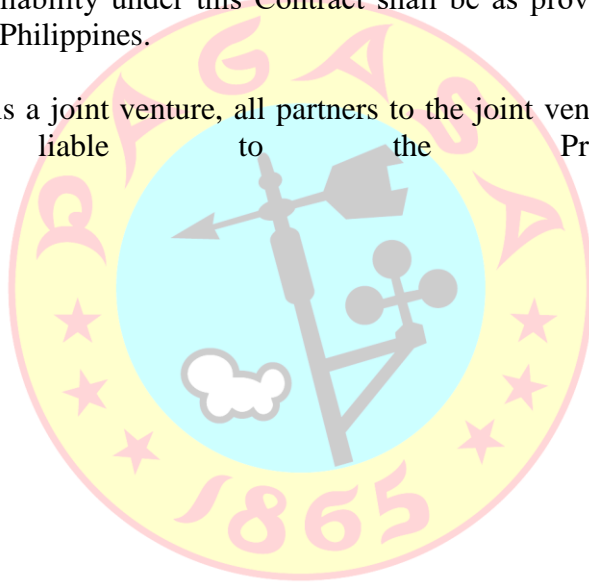 liability under this Contract shall be as prov
Philippines.
s a joint venture, all partners to the joint ven
liable to the Pr
PAGASA
1865